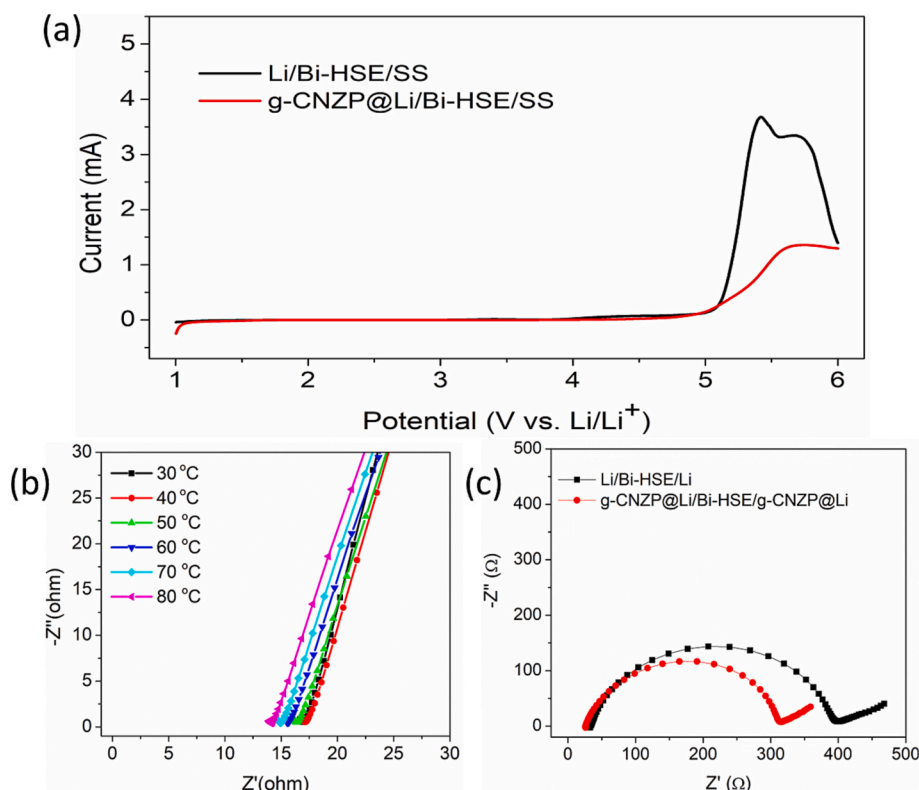 (a)
5
4
3
2
1
0
Current (mA)
Li/Bi-HSE/SS
g-CNZP@Li/Bi-HSE/SS
1 2 3 4 5 6
Potential (V vs. Li/Li⁺)
(b)
30
25
20
15
10
5
0
-Z"(ohm)
30 °C
40 °C
50 °C
60 °C
70 °C
80 °C
0 5 10 15 20 25 30
Z'(ohm)
(c)
500
400
300
200
100
0
-Z" (Ω)
Li/Bi-HSE/Li
g-CNZP@Li/Bi-HSE/g-CNZP@Li
0 100 200 300 400 500
Z' (Ω)